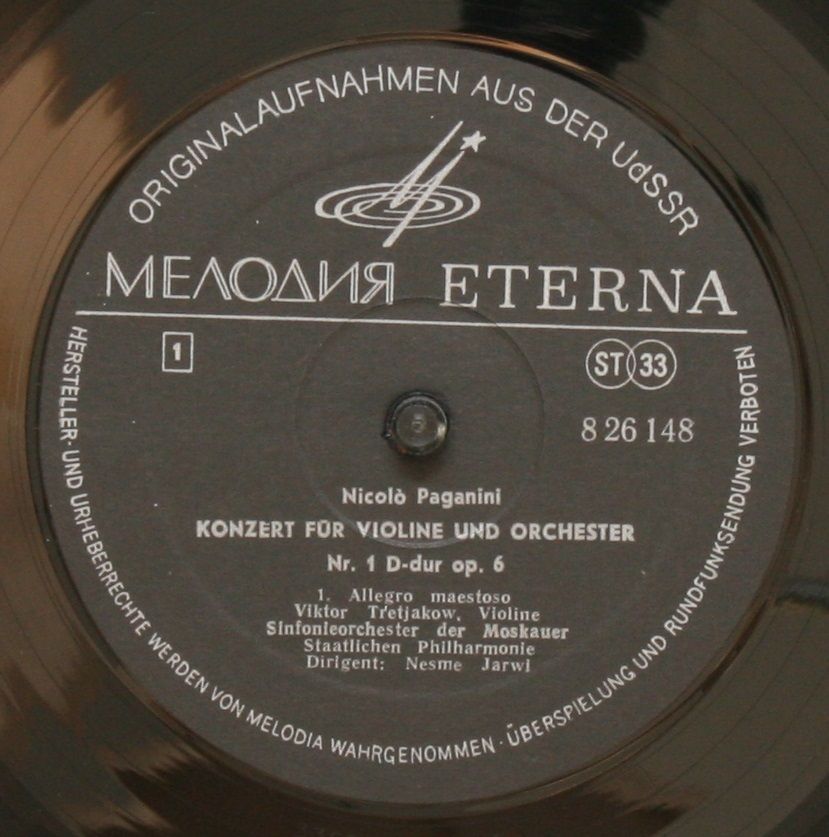 ORIGINALAUFNAHMEN AUS DER UdSSR
МЕЛОДИЯ ETERNA
1
ST 33
8 26 148
Nicolò Paganini
KONZERT FÜR VIOLINE UND ORCHESTER
Nr. 1 D-dur op. 6
1. Allegro maestoso
Viktor Tretjakow, Violine
Sinfonieorchester der Moskauer
Staatlichen Philharmonie
Dirigent: Nesme Jarwi
HERSTELLER- UND URHEBERRECHTE WERDEN VON MELODIA WAHRGENOMMEN · ÜBERSPIELUNG UND RUNDFUNKSENDUNG VERBOTEN